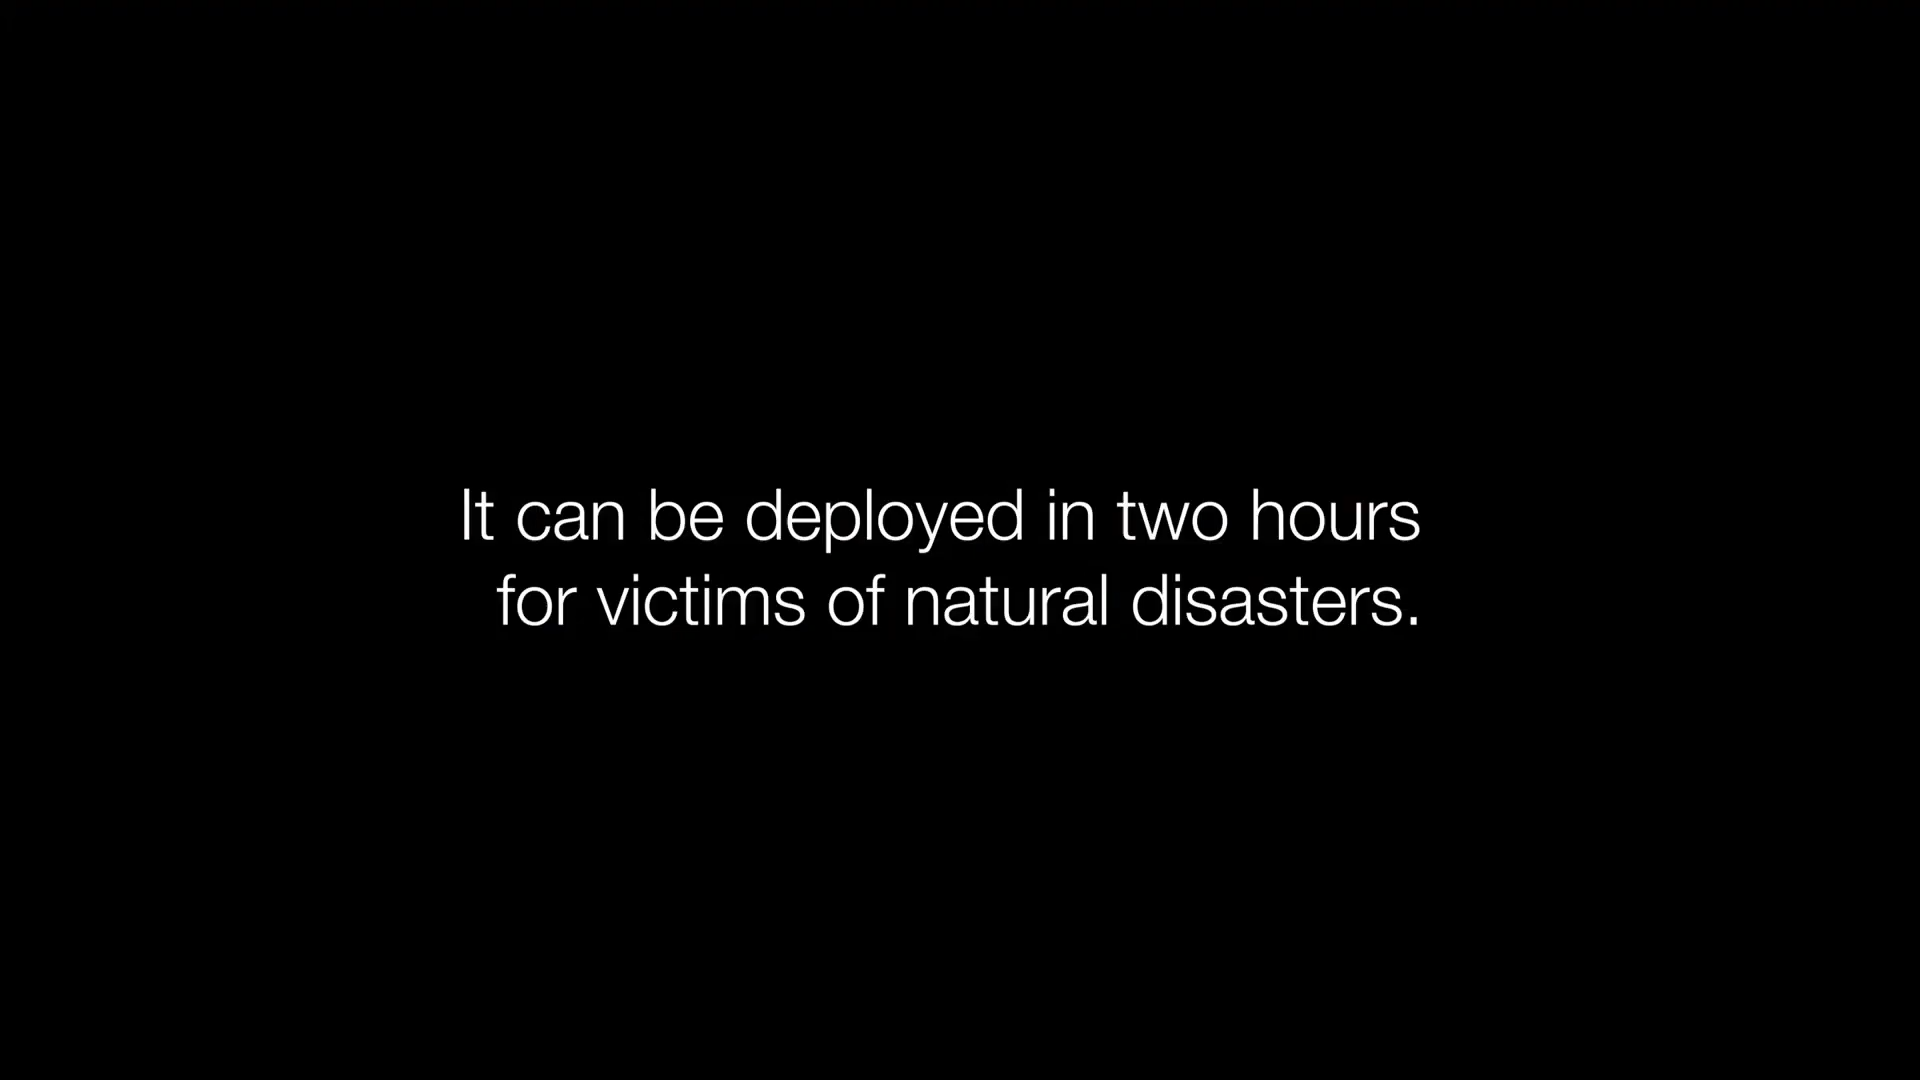 It can be deployed in two hours
for victims of natural disasters.